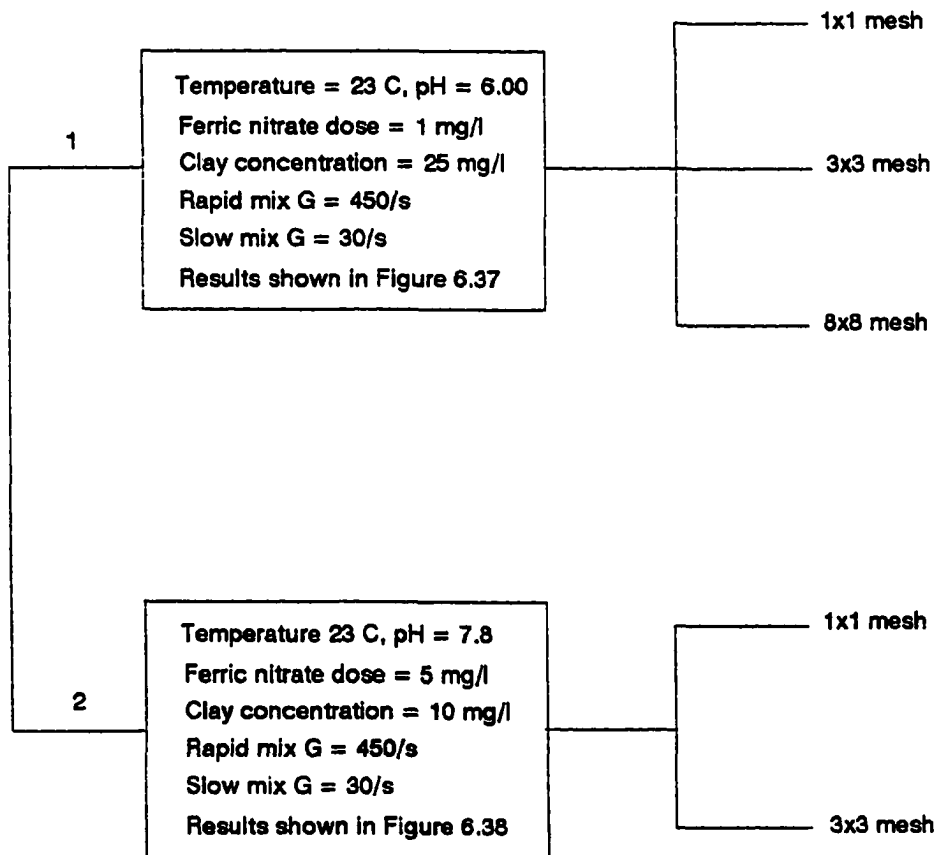 1
Temperature = 23 C, pH = 6.00
Ferric nitrate dose = 1 mg/l
Clay concentration = 25 mg/l
Rapid mix G = 450/s
Slow mix G = 30/s
Results shown in Figure 6.37
1x1 mesh
3x3 mesh
8x8 mesh
2
Temperature 23 C, pH = 7.8
Ferric nitrate dose = 5 mg/l
Clay concentration = 10 mg/l
Rapid mix G = 450/s
Slow mix G = 30/s
Results shown in Figure 6.38
1x1 mesh
3x3 mesh